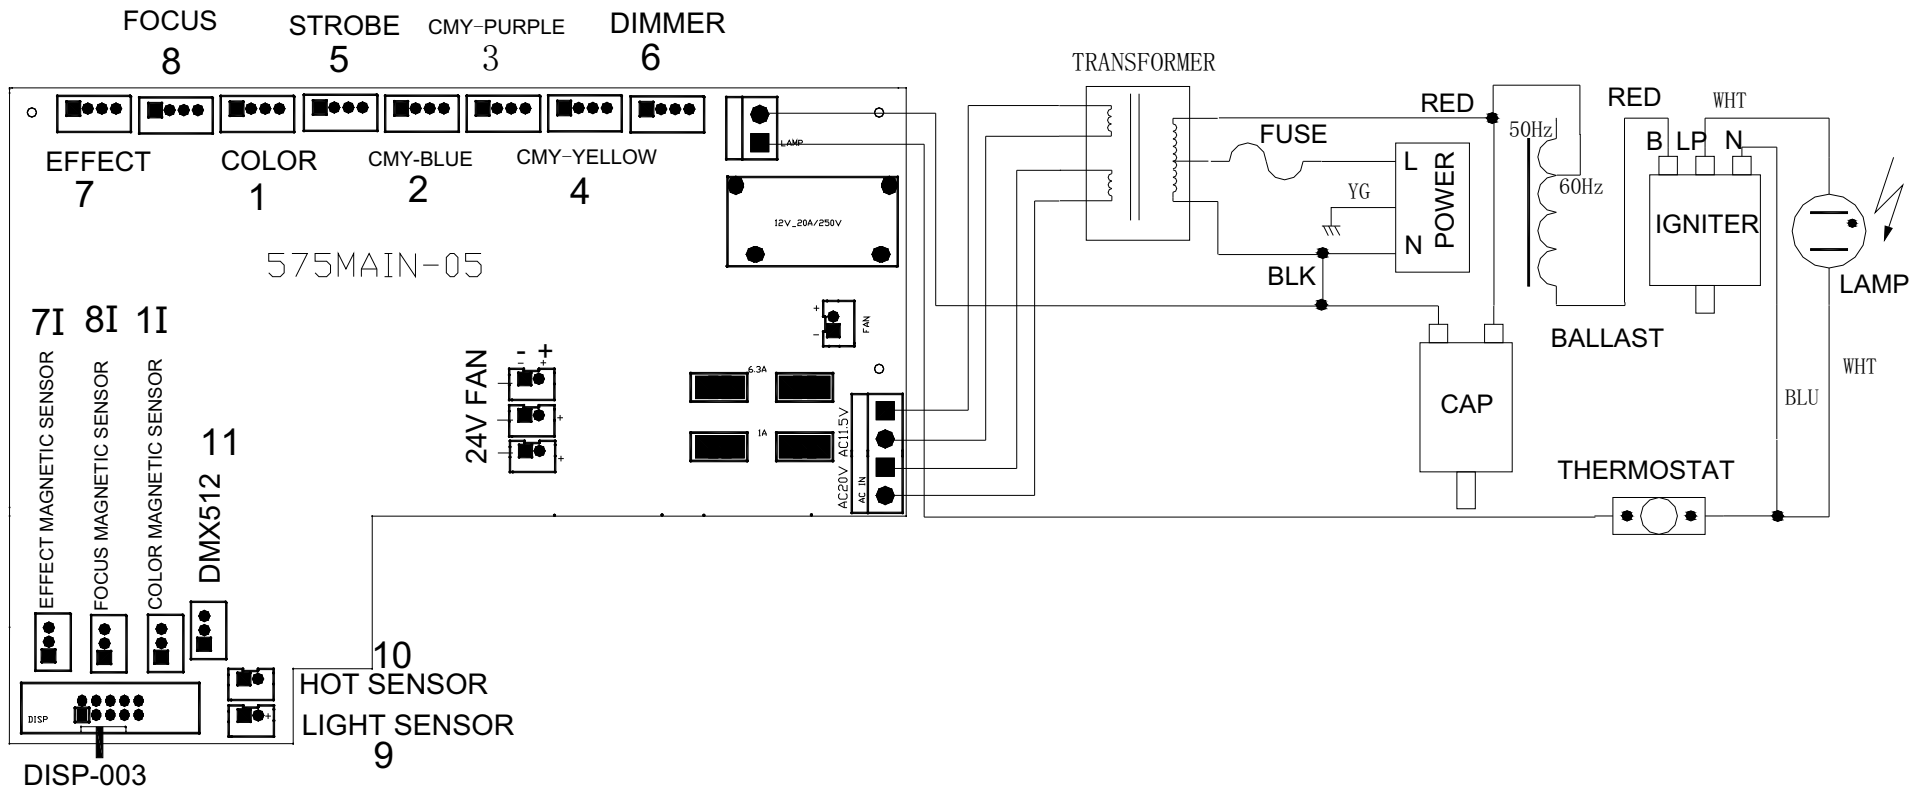 FOCUS
8
STROBE
5
CMY-PURPLE
3
DIMMER
6
EFFECT
7
COLOR
1
CMY-BLUE
2
CMY-YELLOW
4
LAMP
12V_20A/250V
575MAIN-05
7I
8I
1I
EFFECT MAGNETIC SENSOR
FOCUS MAGNETIC SENSOR
COLOR MAGNETIC SENSOR
DMX512
11
24V FAN
- +
- +
+
+
+
-
FAN
6.3A
1A
AC20V AC11.5V
AC IN
10
HOT SENSOR
+
LIGHT SENSOR
9
DISP
DISP-003
TRANSFORMER
FUSE
RED
L
YG
POWER
N
BLK
CAP
50Hz
60Hz
BALLAST
RED
WHT
B LP N
IGNITER
LAMP
WHT
BLU
THERMOSTAT